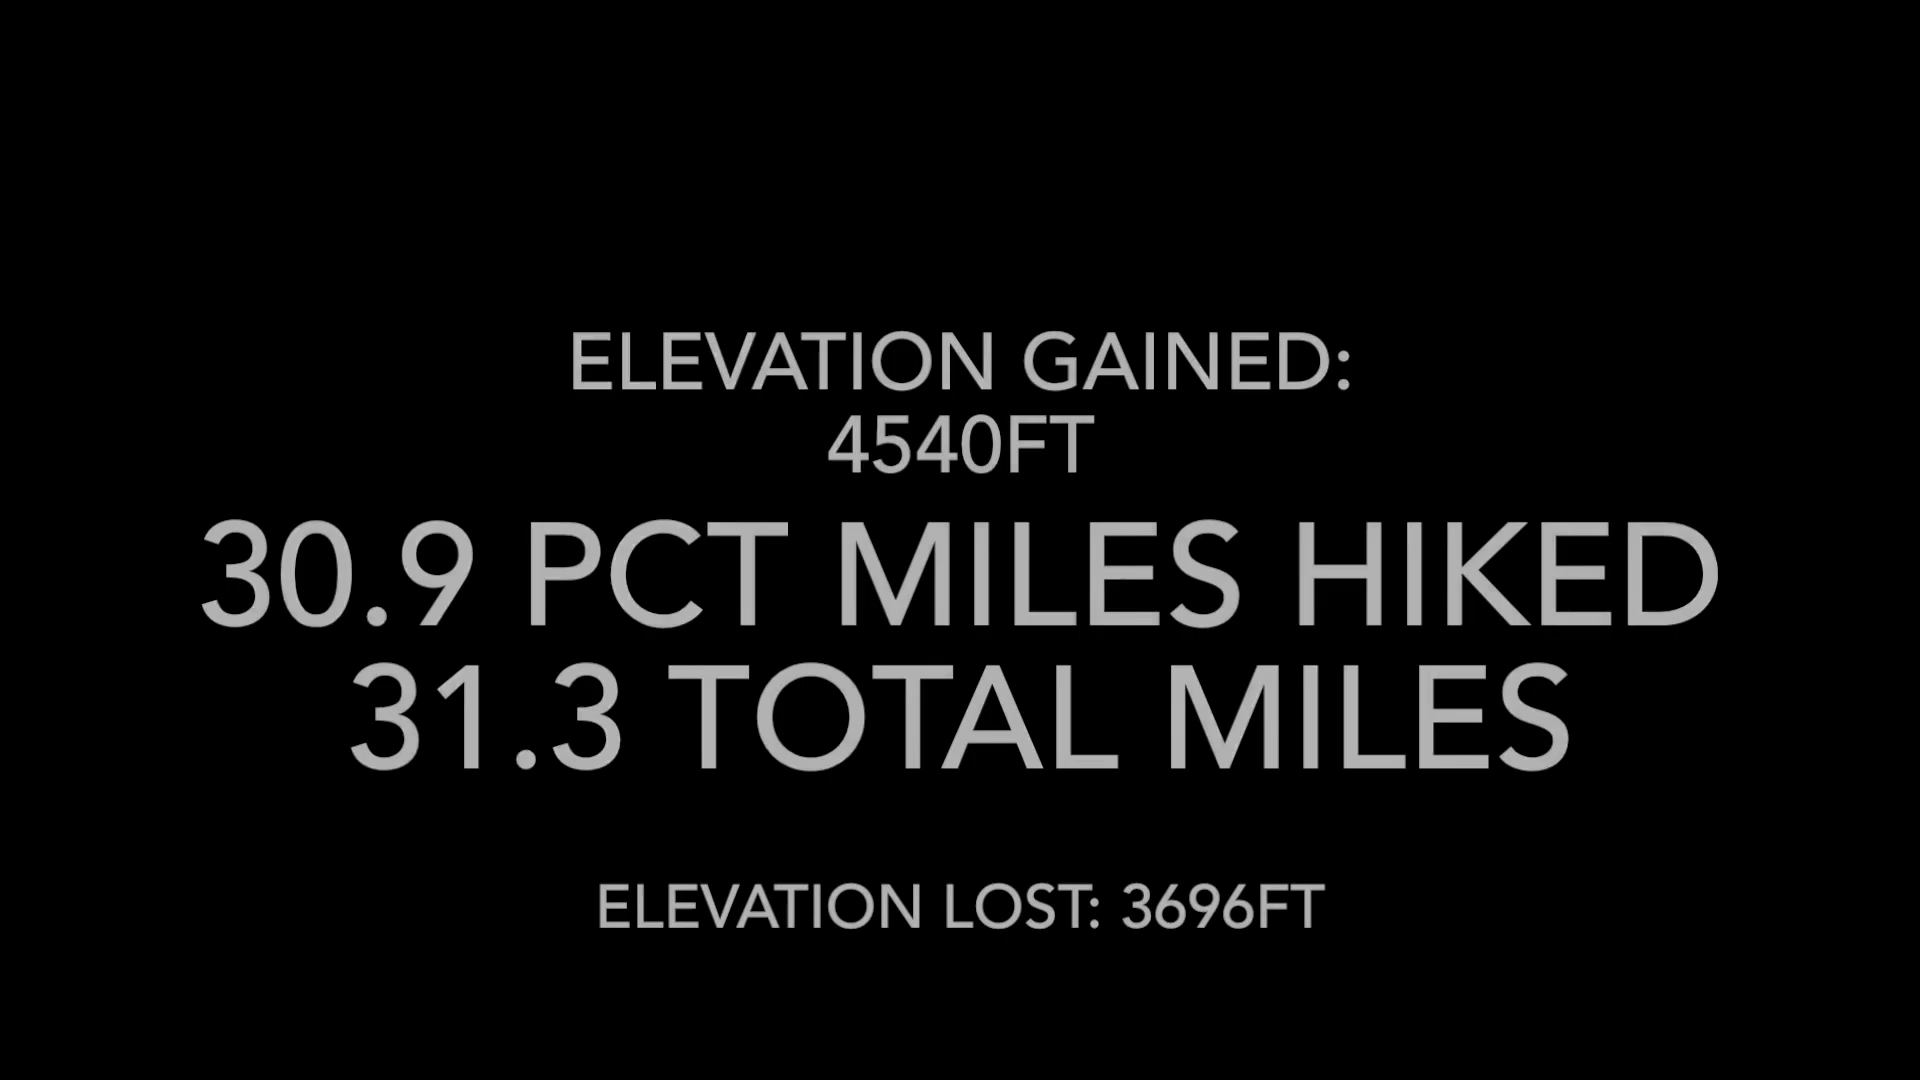 ELEVATION GAINED:
4540FT
30.9 PCT MILES HIKED
31.3 TOTAL MILES
ELEVATION LOST: 3696FT